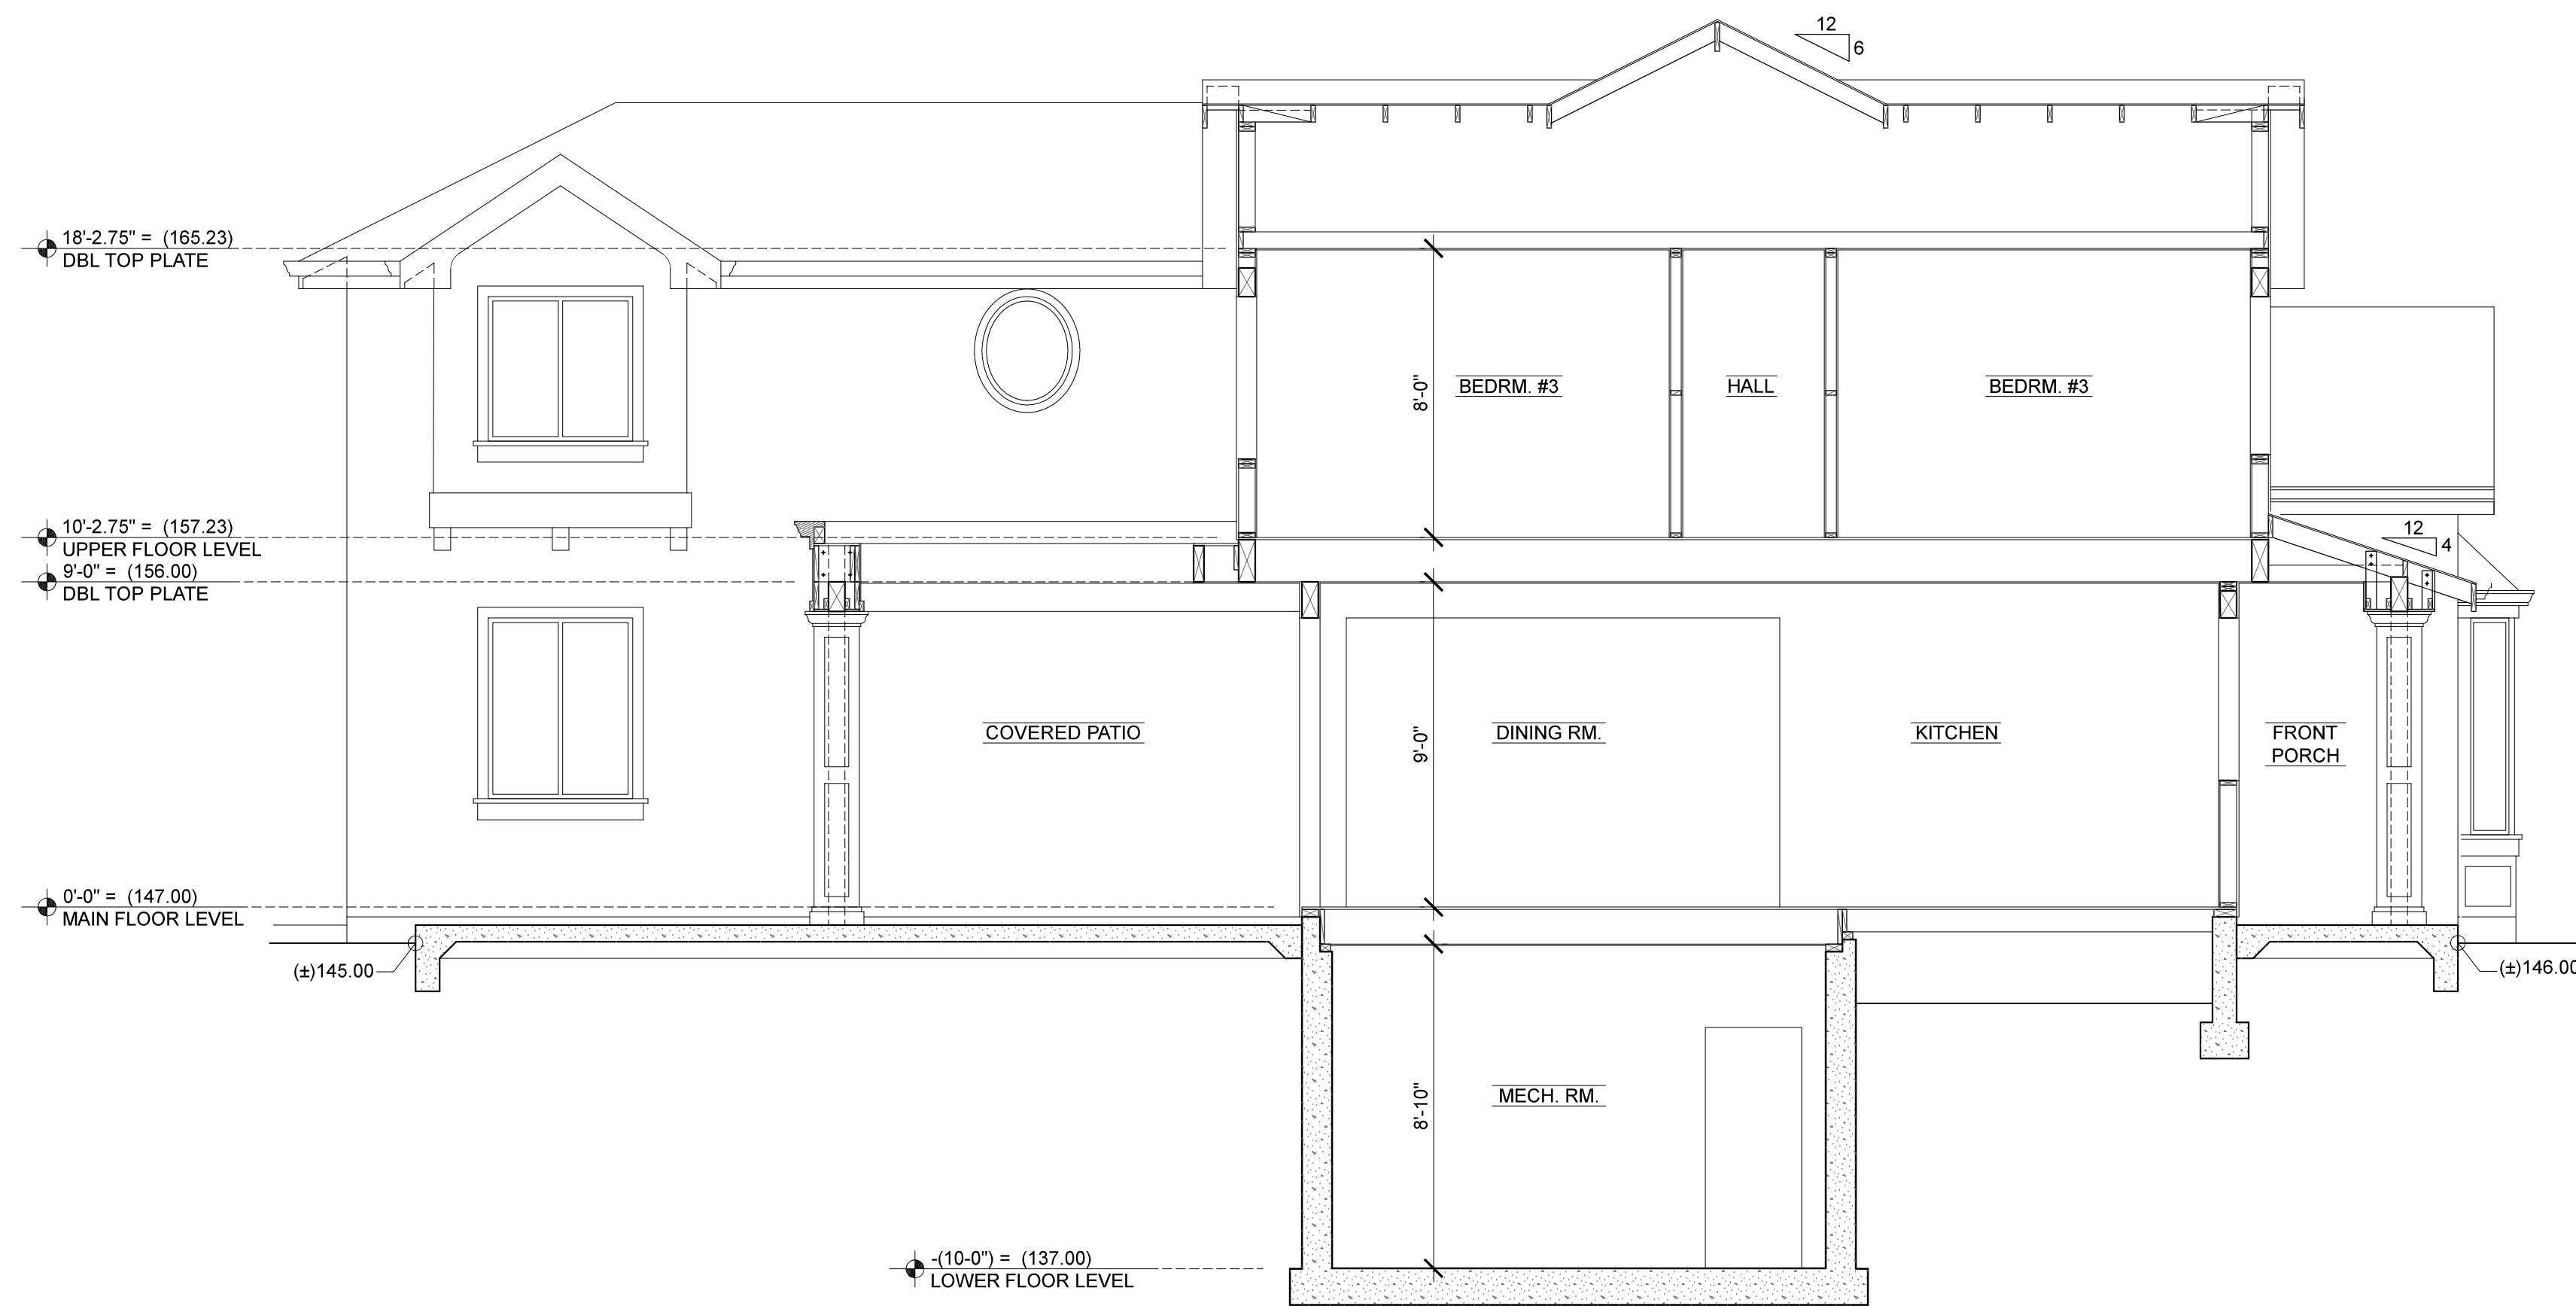 12
6
18'-2.75" = (165.23)
DBL TOP PLATE
8'-0"
BEDRM. #3
HALL
BEDRM. #3
10'-2.75" = (157.23)
UPPER FLOOR LEVEL
12
4
9'-0" = (156.00)
DBL TOP PLATE
COVERED PATIO
9'-0"
DINING RM.
KITCHEN
FRONT
PORCH
0'-0" = (147.00)
MAIN FLOOR LEVEL
(±)145.00
(±)146.00
8'-10"
MECH. RM.
-(10-0") = (137.00)
LOWER FLOOR LEVEL